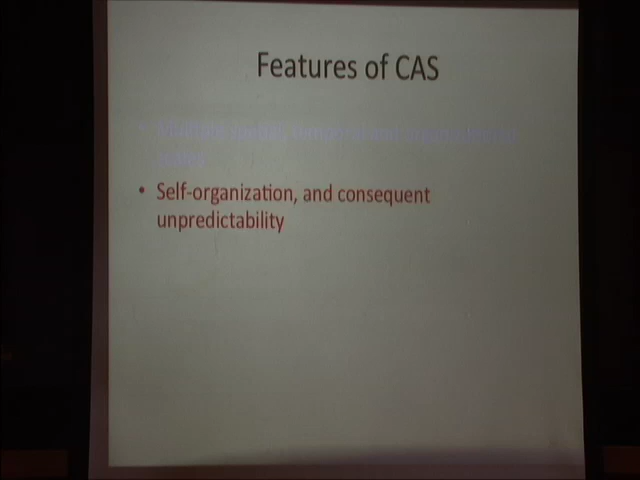 Features of CAS
• Multiple spatial, temporal and organizational
scales
• Self-organization, and consequent
unpredictability